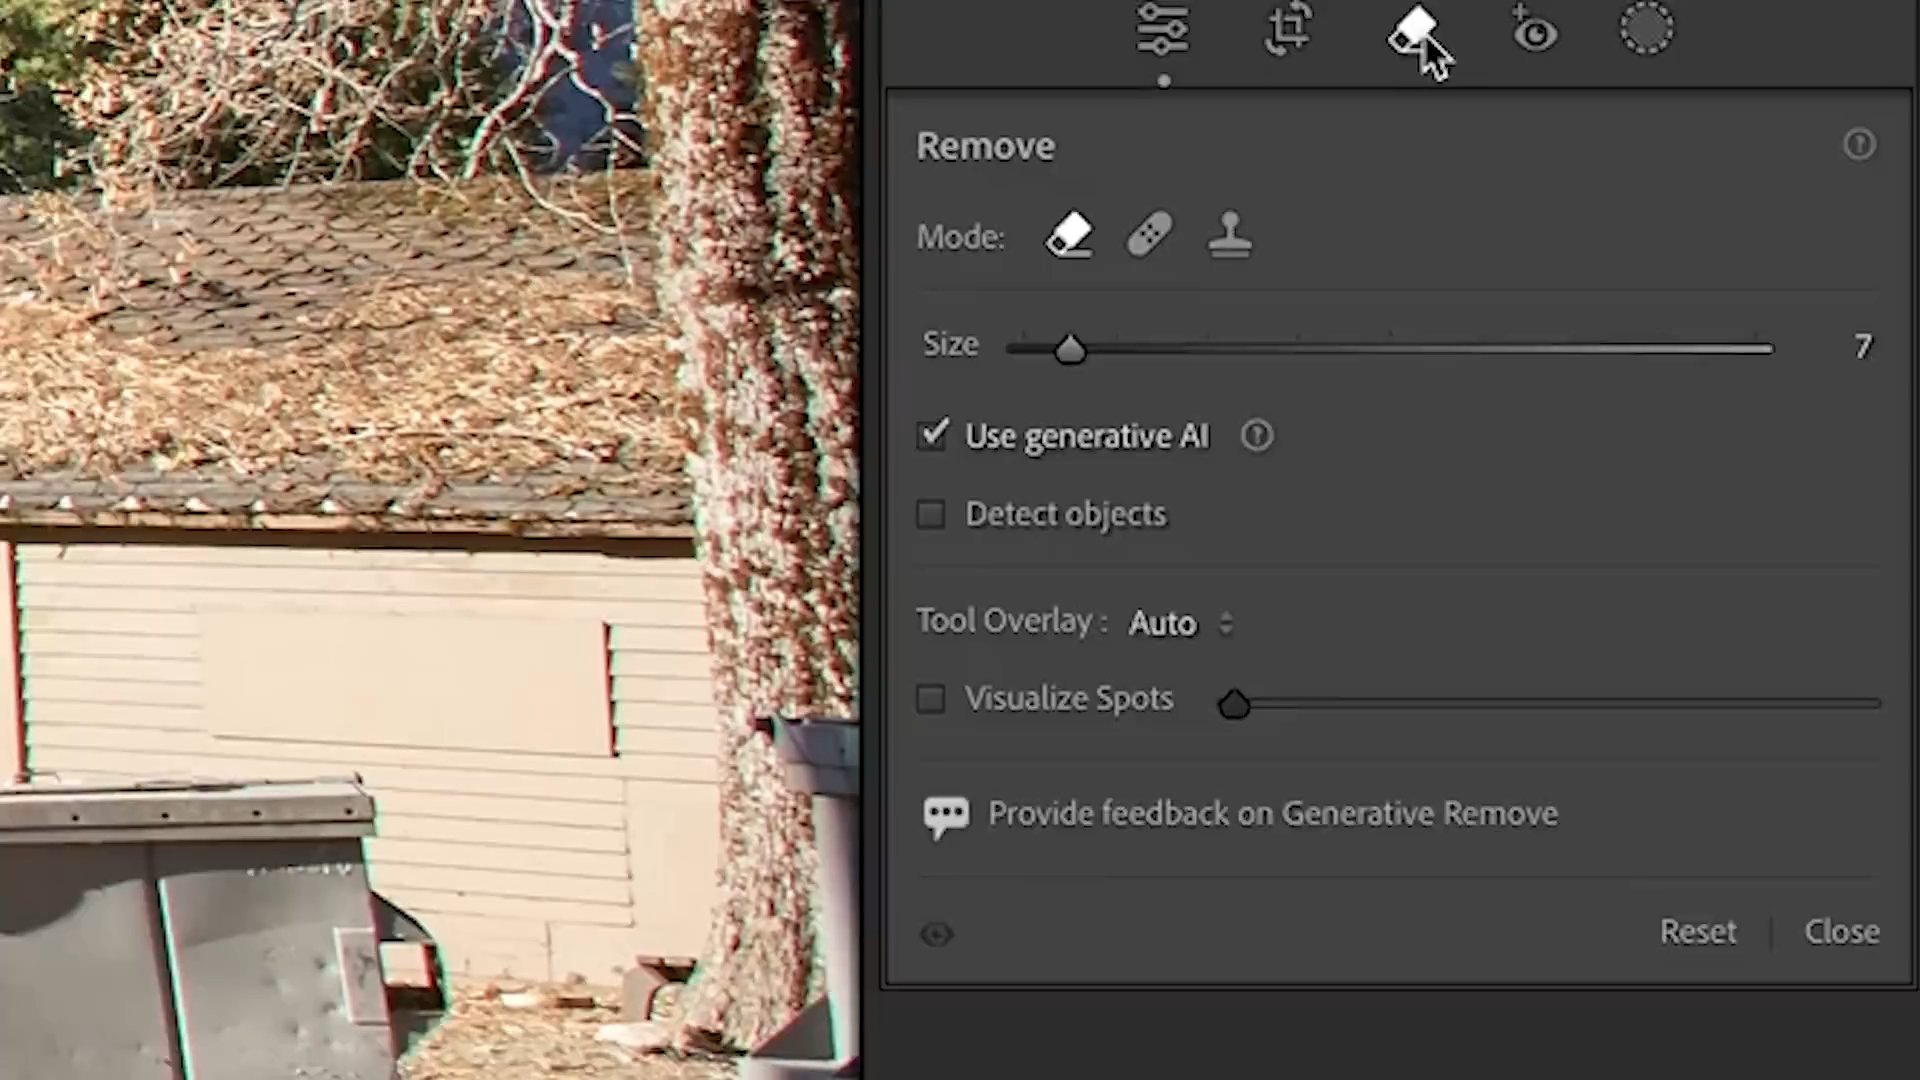 Remove
Mode:
Size 7
Use generative AI
Detect objects
Tool Overlay : Auto
Visualize Spots
Provide feedback on Generative Remove
Reset Close